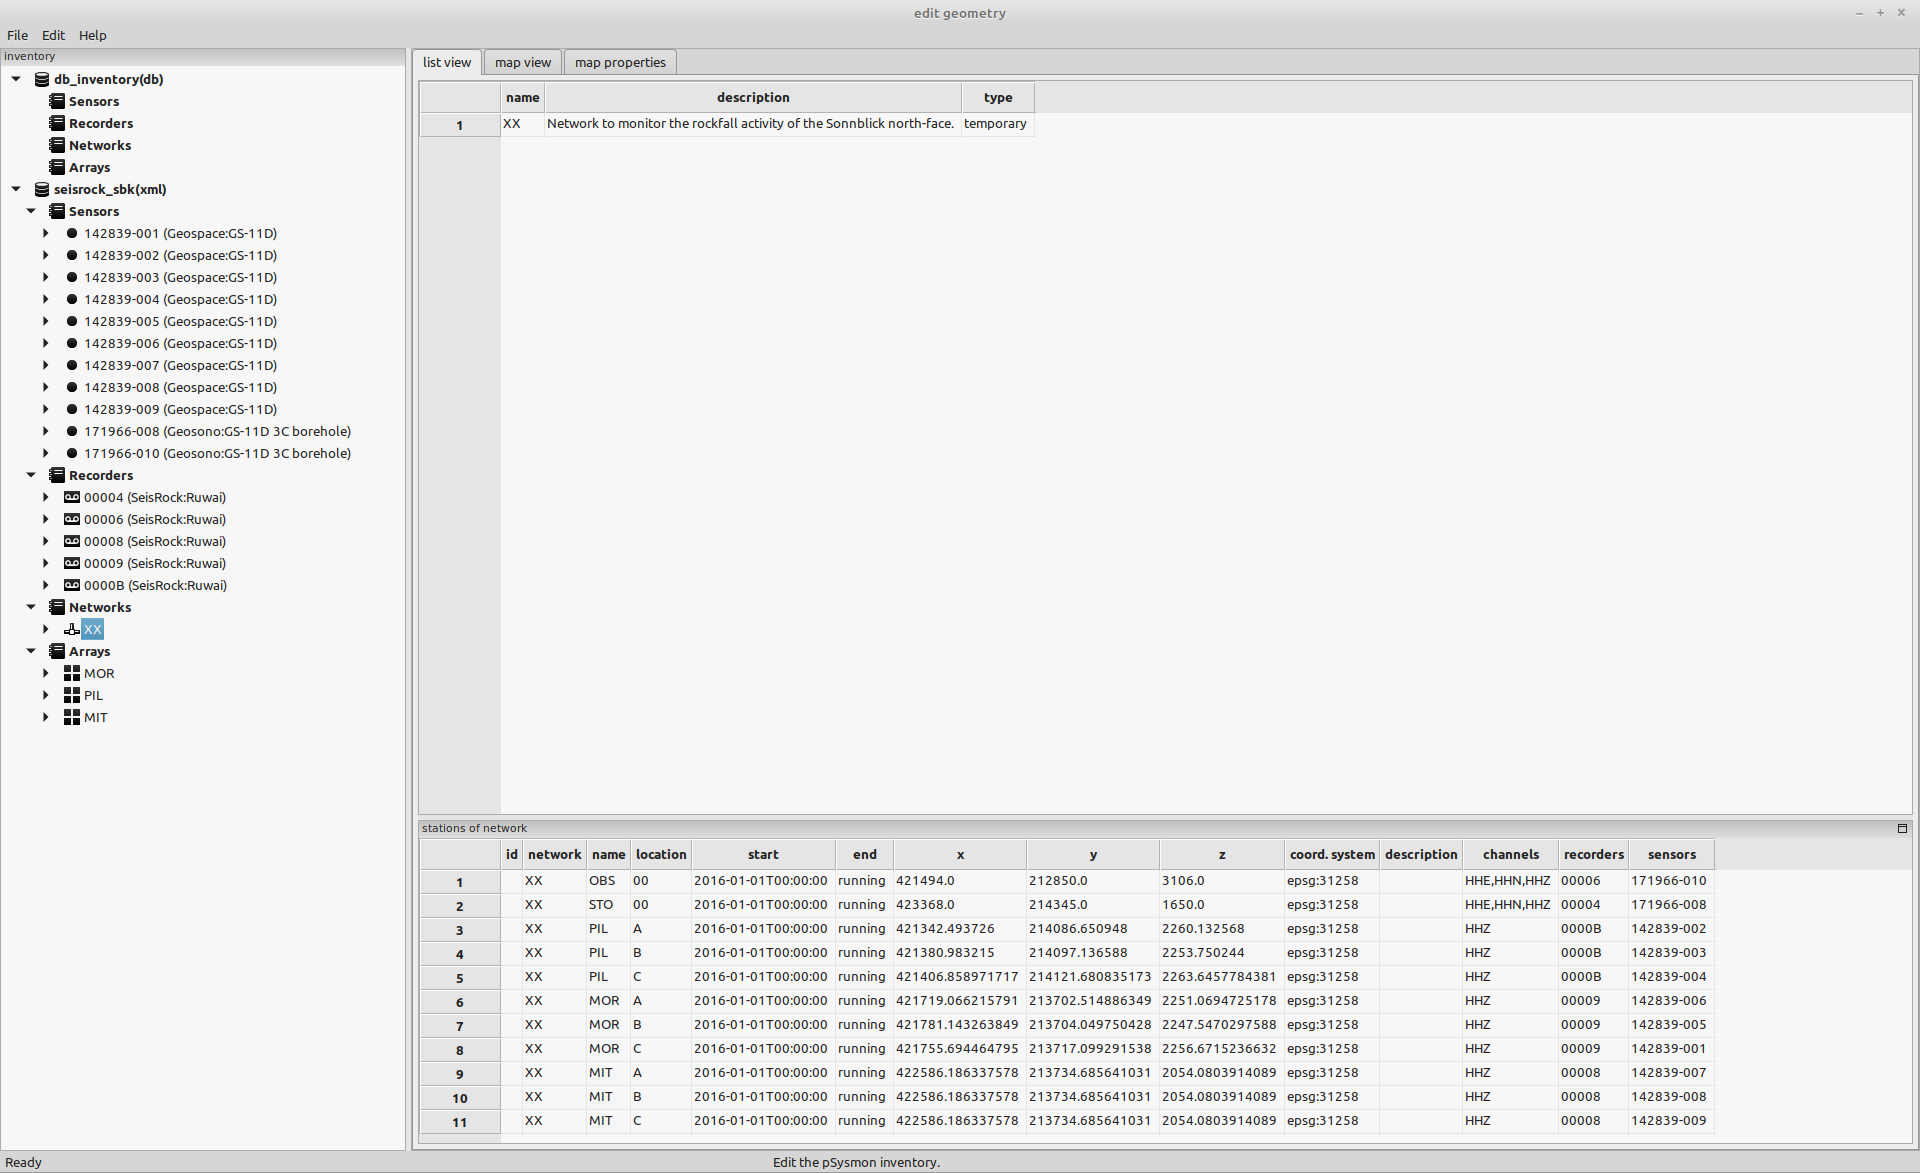 edit geometry
File Edit Help
inventory
db_inventory(db)
Sensors
Recorders
Networks
Arrays
seisrock_sbk(xml)
Sensors
142839-001 (Geospace:GS-11D)
142839-002 (Geospace:GS-11D)
142839-003 (Geospace:GS-11D)
142839-004 (Geospace:GS-11D)
142839-005 (Geospace:GS-11D)
142839-006 (Geospace:GS-11D)
142839-007 (Geospace:GS-11D)
142839-008 (Geospace:GS-11D)
142839-009 (Geospace:GS-11D)
171966-008 (Geosono:GS-11D 3C borehole)
171966-010 (Geosono:GS-11D 3C borehole)
Recorders
00004 (SeisRock:Ruwai)
00006 (SeisRock:Ruwai)
00008 (SeisRock:Ruwai)
00009 (SeisRock:Ruwai)
0000B (SeisRock:Ruwai)
Networks
XX
Arrays
MOR
PIL
MIT
list view map view map properties
name description type
1 XX Network to monitor the rockfall activity of the Sonnblick north-face. temporary
stations of network
id network name location start end x y z coord. system description channels recorders sensors
1 XX OBS 00 2016-01-01T00:00:00 running 421494.0 212850.0 3106.0 epsg:31258 HHE,HHN,HHZ 00006 171966-010
2 XX STO 00 2016-01-01T00:00:00 running 423368.0 214345.0 1650.0 epsg:31258 HHE,HHN,HHZ 00004 171966-008
3 XX PIL A 2016-01-01T00:00:00 running 421342.493726 214086.650948 2260.132568 epsg:31258 HHZ 0000B 142839-002
4 XX PIL B 2016-01-01T00:00:00 running 421380.983215 214097.136588 2253.750244 epsg:31258 HHZ 0000B 142839-003
5 XX PIL C 2016-01-01T00:00:00 running 421406.858971717 214121.680835173 2263.6457784381 epsg:31258 HHZ 0000B 142839-004
6 XX MOR A 2016-01-01T00:00:00 running 421719.066215791 213702.514886349 2251.0694725178 epsg:31258 HHZ 00009 142839-006
7 XX MOR B 2016-01-01T00:00:00 running 421781.143263849 213704.049750428 2247.5470297588 epsg:31258 HHZ 00009 142839-005
8 XX MOR C 2016-01-01T00:00:00 running 421755.694464795 213717.099291538 2256.6715236632 epsg:31258 HHZ 00009 142839-001
9 XX MIT A 2016-01-01T00:00:00 running 422586.186337578 213734.685641031 2054.0803914089 epsg:31258 HHZ 00008 142839-007
10 XX MIT B 2016-01-01T00:00:00 running 422586.186337578 213734.685641031 2054.0803914089 epsg:31258 HHZ 00008 142839-008
11 XX MIT C 2016-01-01T00:00:00 running 422586.186337578 213734.685641031 2054.0803914089 epsg:31258 HHZ 00008 142839-009
Ready Edit the pSysmon inventory.